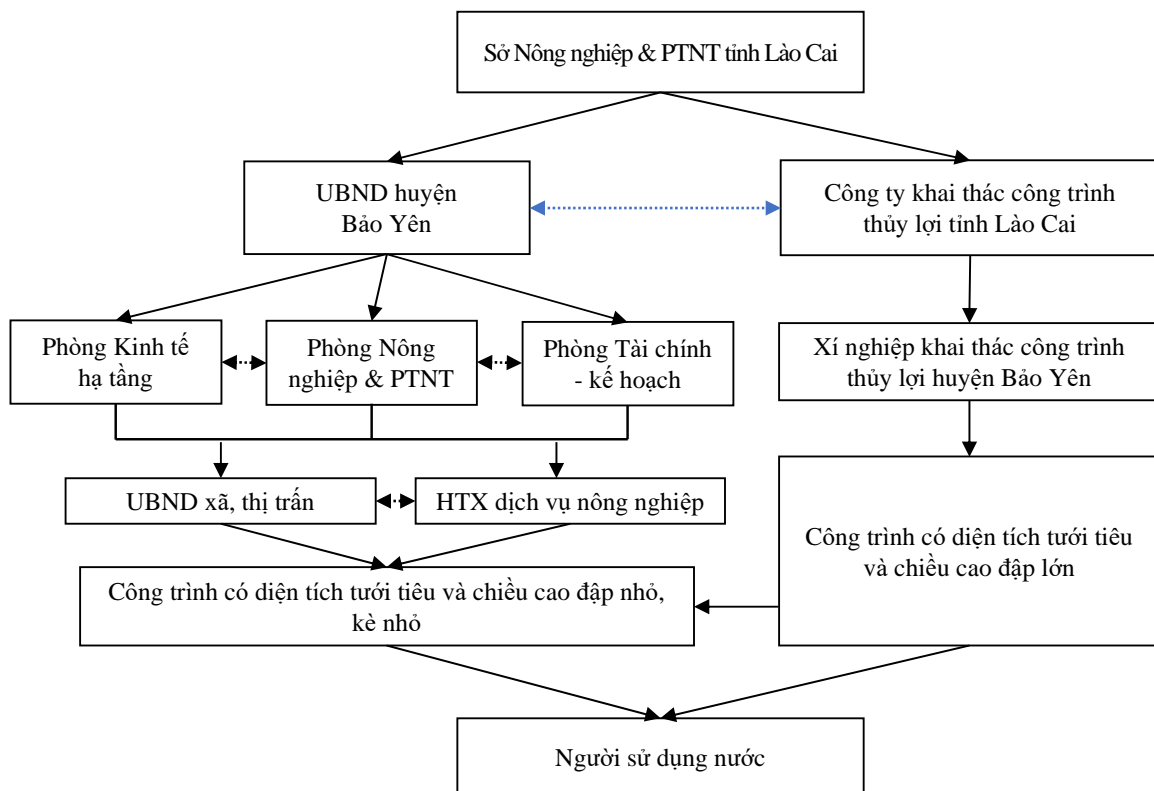 Sở Nông nghiệp & PTNT tỉnh Lào Cai
UBND huyện
Bảo Yên
Công ty khai thác công trình
thủy lợi tỉnh Lào Cai
Phòng Kinh tế
hạ tầng
Phòng Nông
nghiệp & PTNT
Phòng Tài chính
- kế hoạch
Xí nghiệp khai thác công trình
thủy lợi huyện Bảo Yên
UBND xã, thị trấn
HTX dịch vụ nông nghiệp
Công trình có diện tích tưới tiêu
và chiều cao đập lớn
Công trình có diện tích tưới tiêu và chiều cao đập nhỏ,
kè nhỏ
Người sử dụng nước